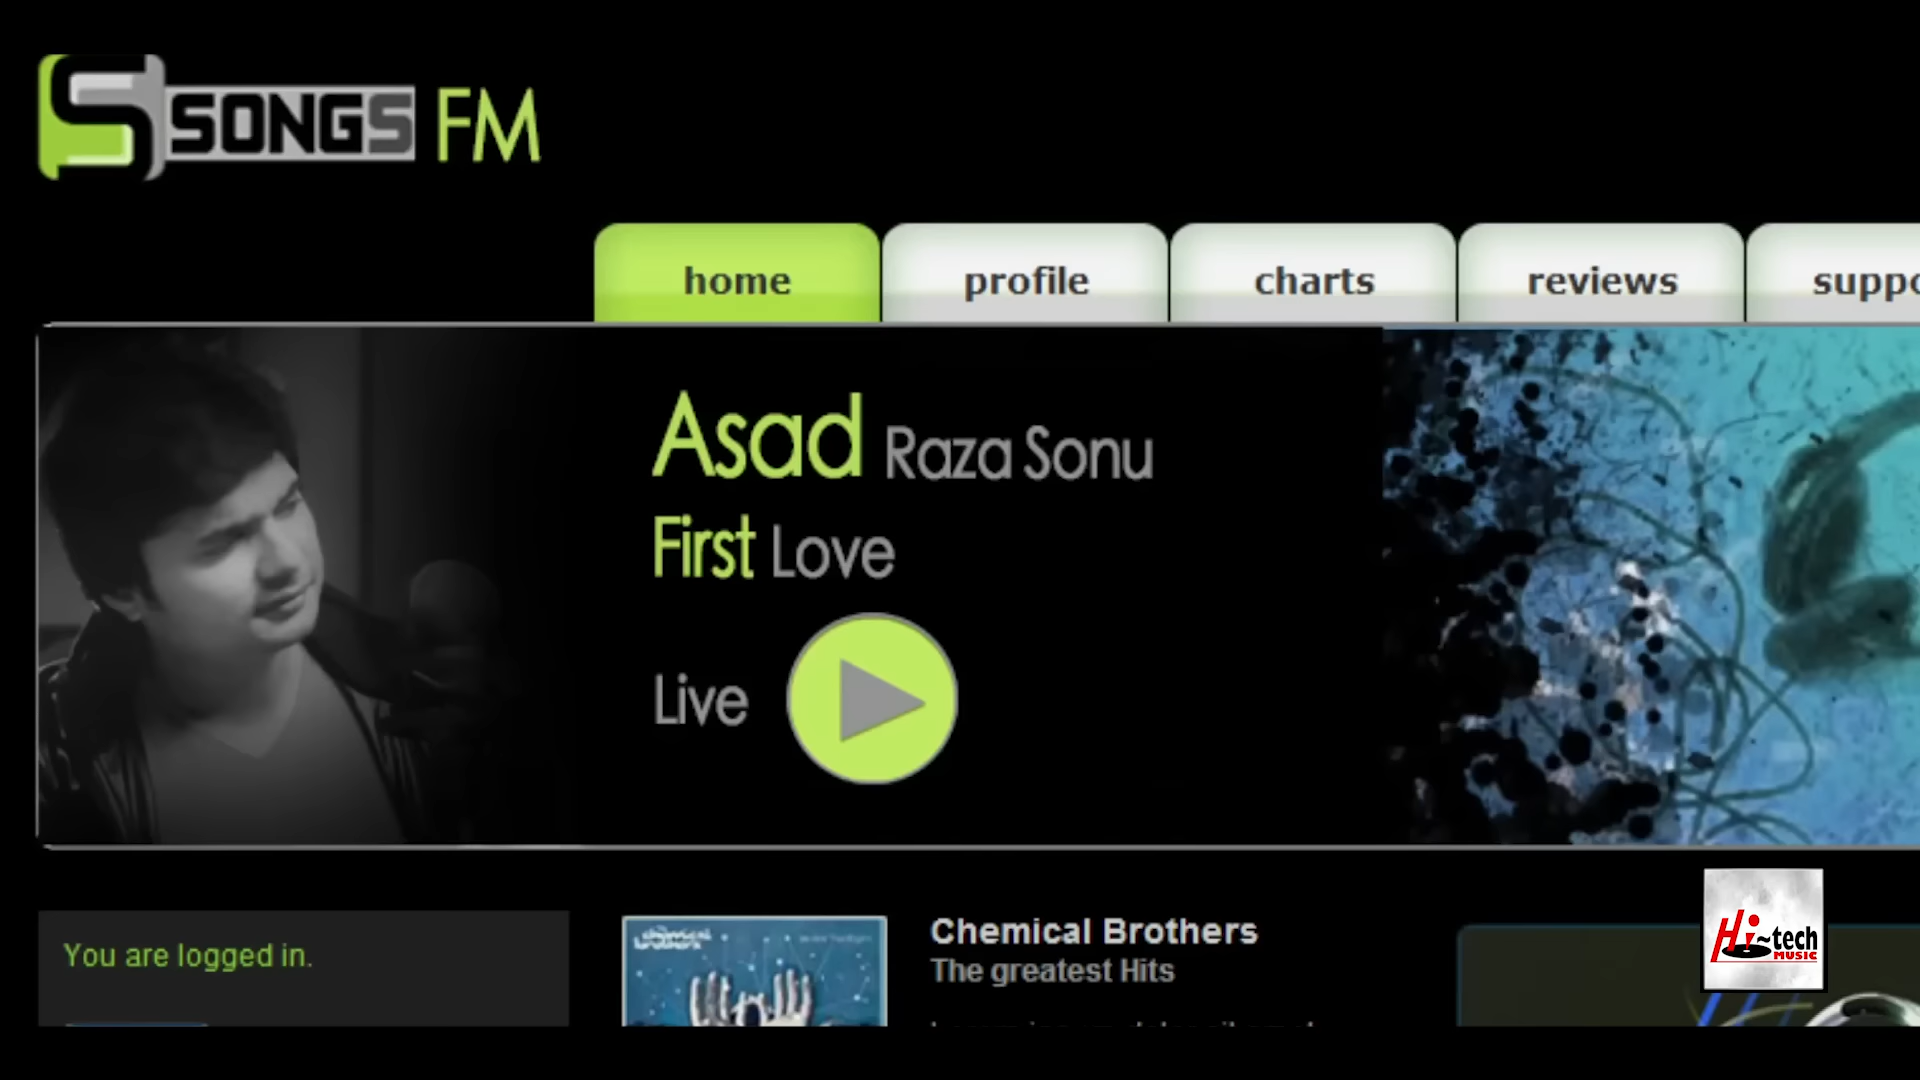 SONGS FM
home
profile
charts
reviews
suppo
Asad Raza Sonu
First Love
Live
You are logged in.
Chemical Brothers
The greatest Hits
Hi~tech
MUSIC